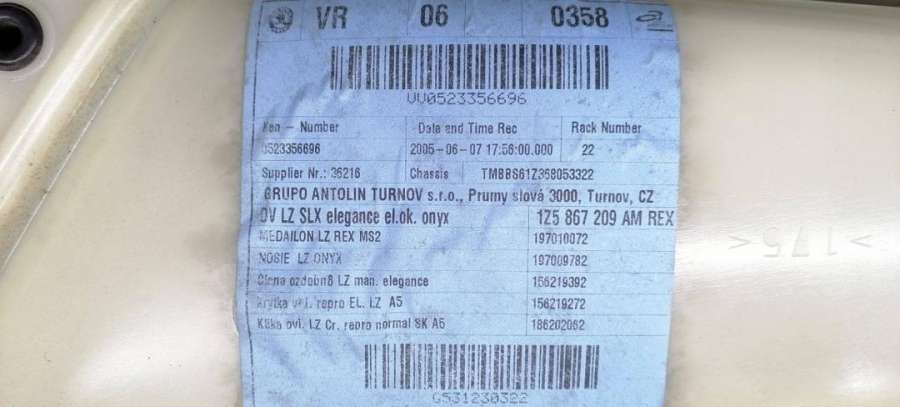 VR 06 0358
VV0523356696
Ken - Number Date and Time Rec Rack Number
0523356696 2005-06-07 17:56:00.000 22
Supplier Nr.: 36216 Chassis TMBBS61Z368053322
GRUPO ANTOLIN TURNOV s.r.o., Prumy slová 3000, Turnov, CZ
DV LZ SLX elegance el.ok. onyx 1Z5 867 209 AM REX
MEDAILON LZ REX MS2 197010072
NOSIE LZ ONYX 197009782
LZ man. elegance 156219392
repro EL. LZ A5 156219272
Klika ovl. LZ Cr. repro normal SK A5 186202062
G531230322
>175<